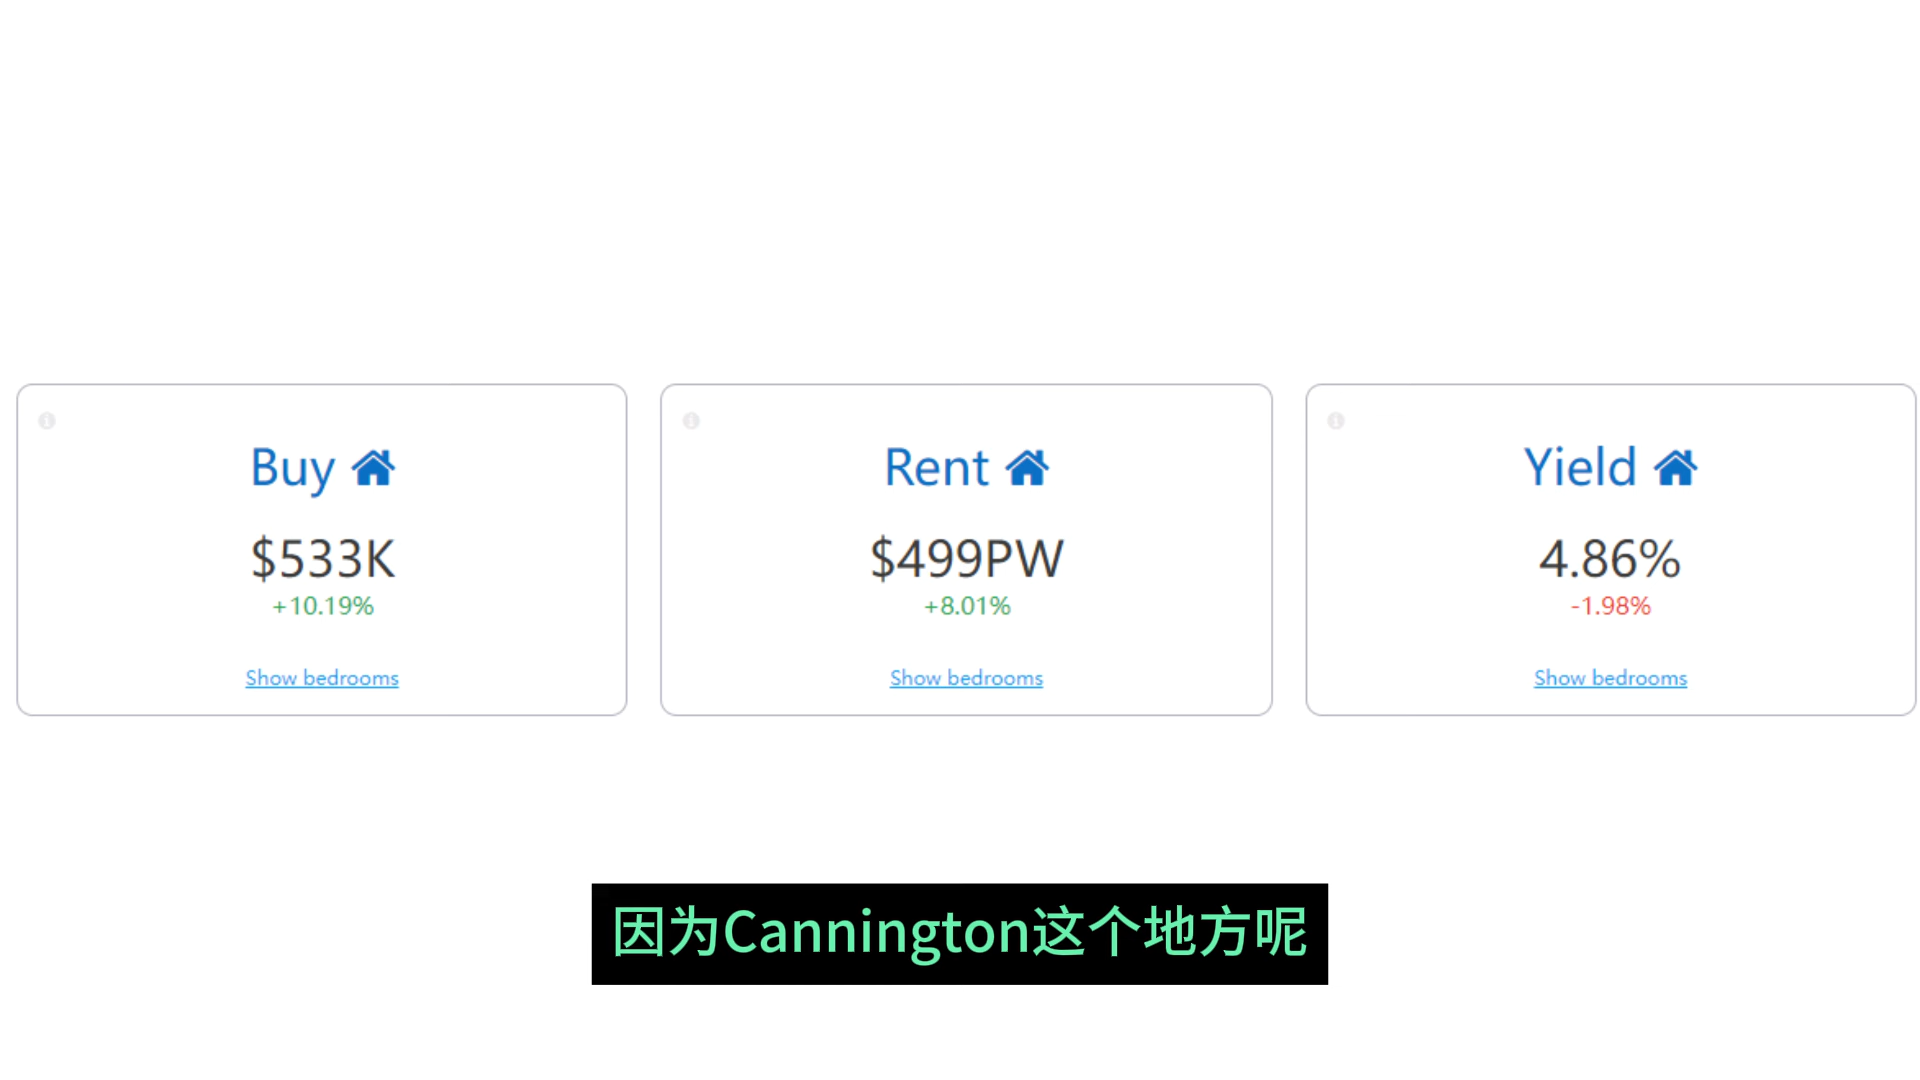 Buy
$533K
+10.19%
Show bedrooms
Rent
$499PW
+8.01%
Show bedrooms
Yield
4.86%
-1.98%
Show bedrooms
因为Cannington这个地方呢